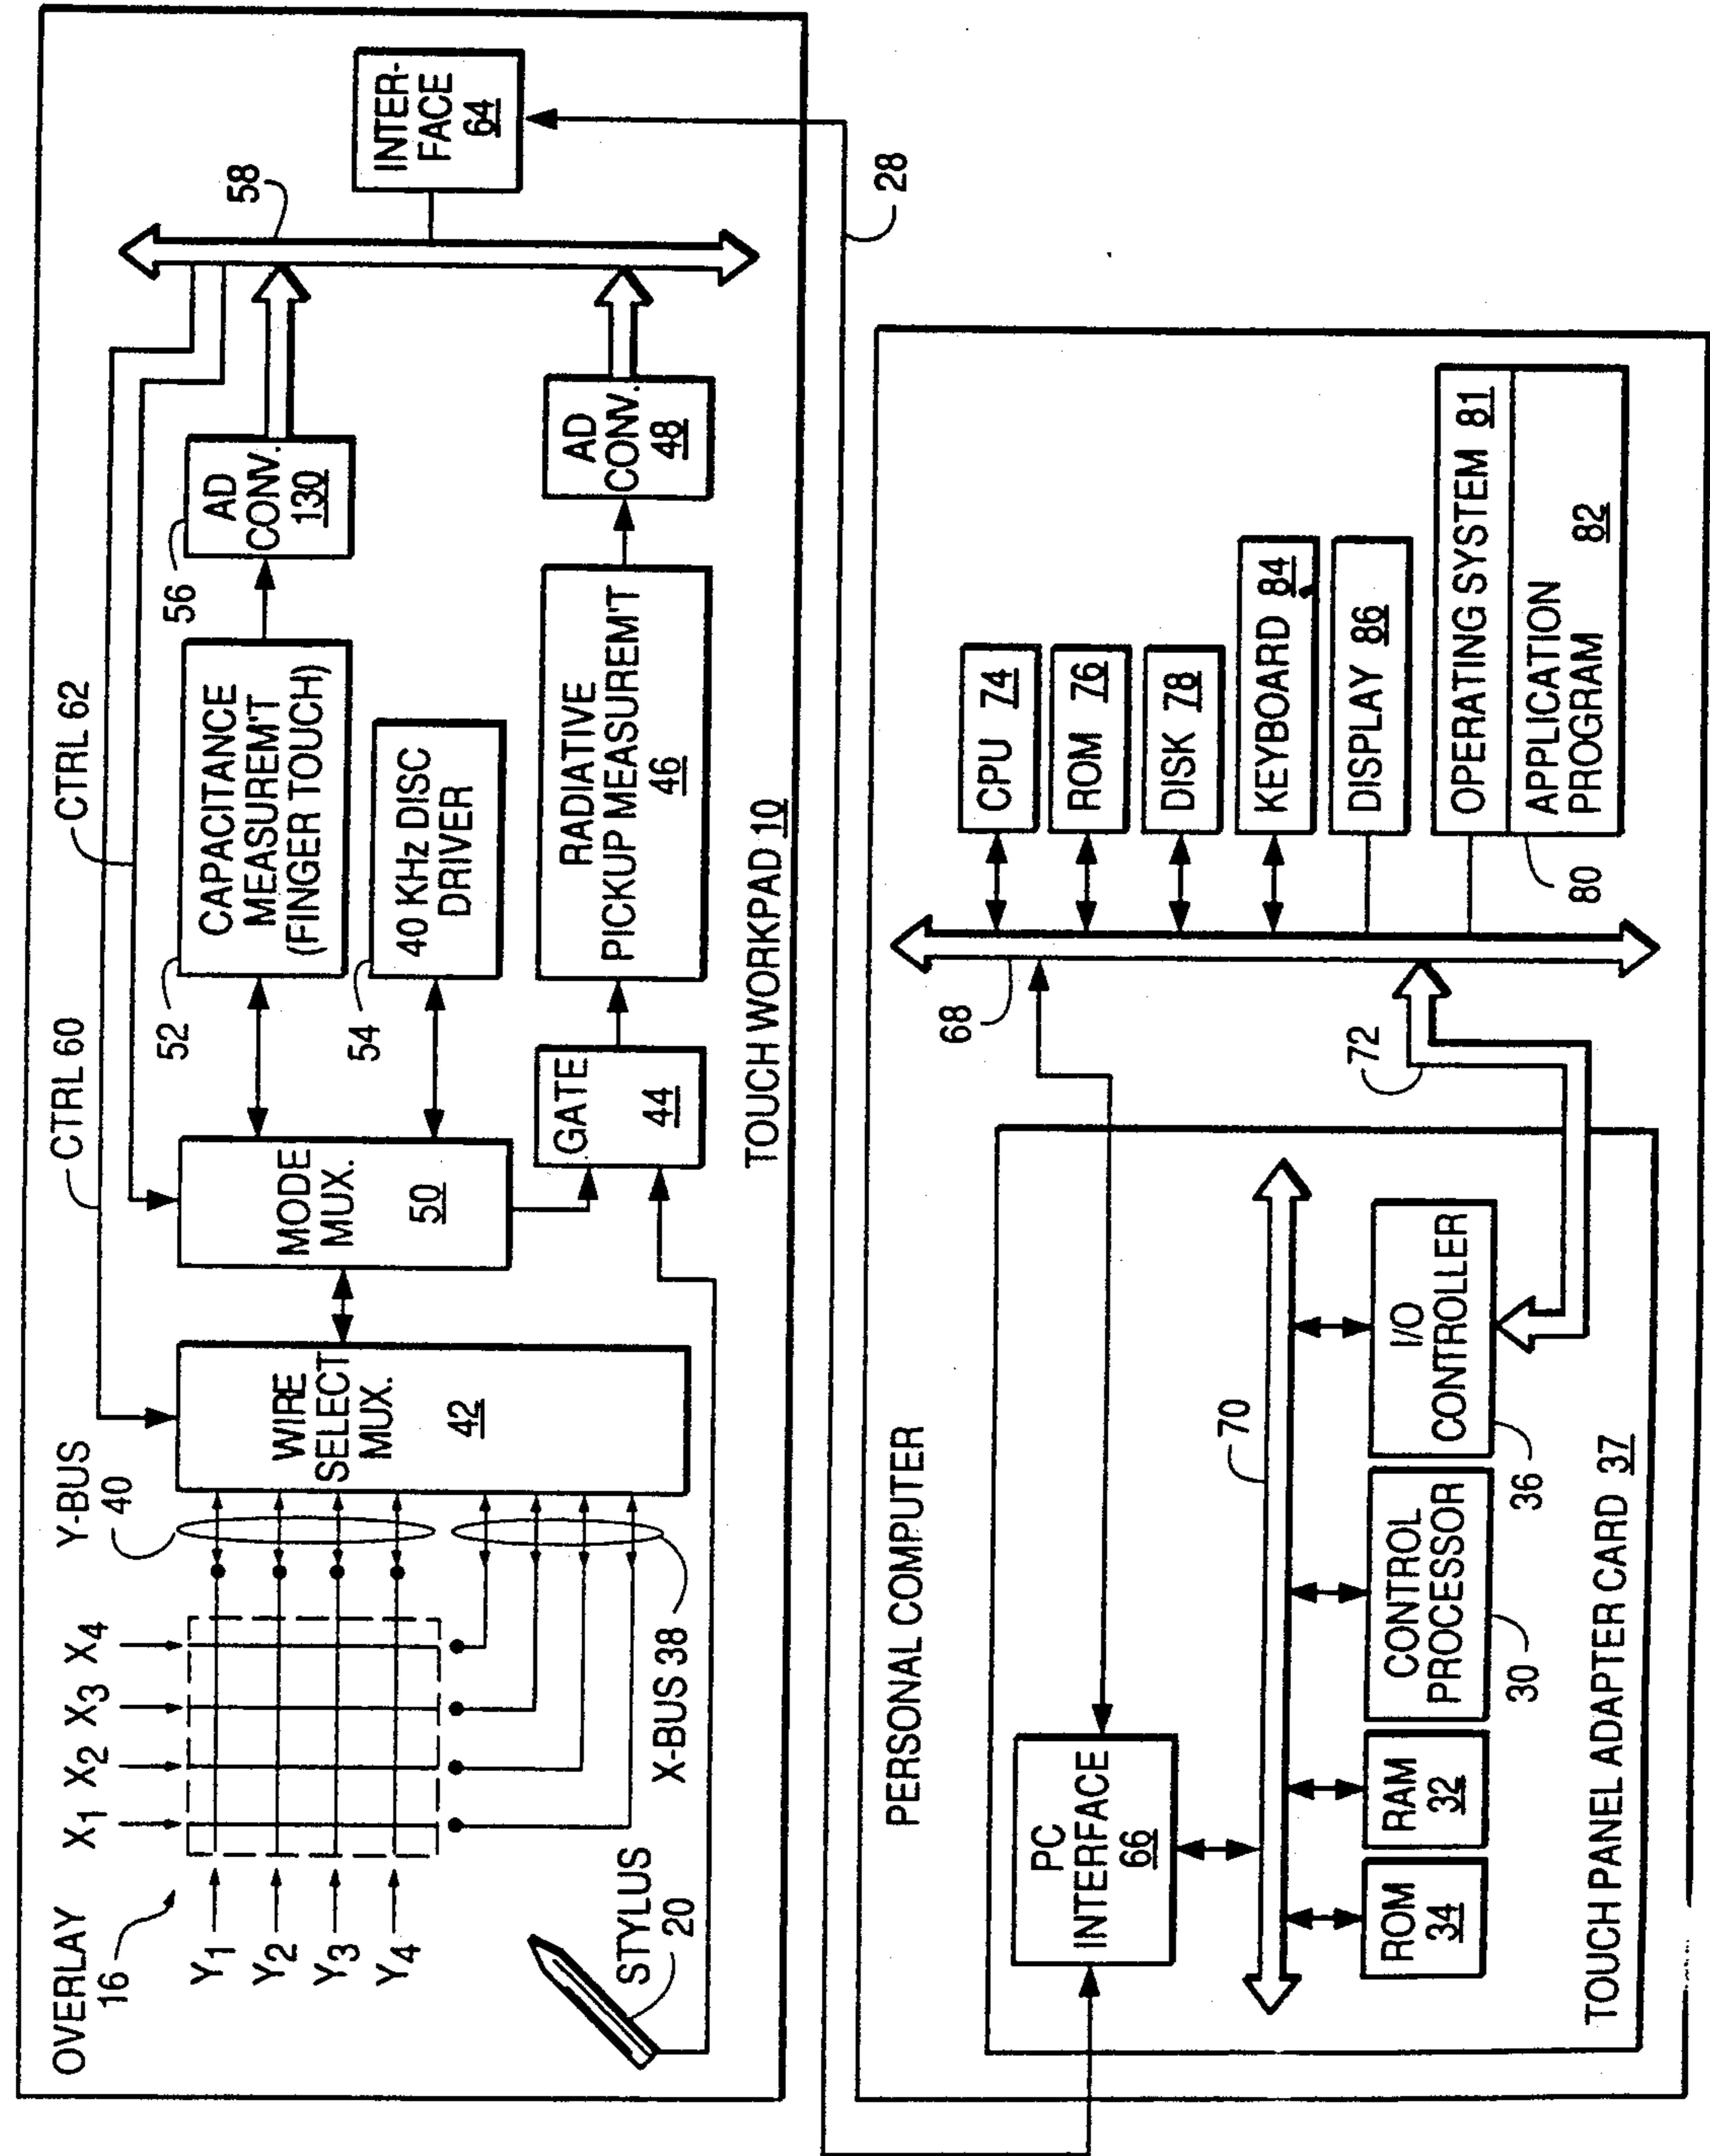 OVERLAY
16
X1
X2
X3
X4
Y1
Y2
Y3
Y4
Y-BUS
40
X-BUS 38
STYLUS
20
CTRL 60
CTRL 62
WIRE
SELECT
MUX.
42
MODE
MUX.
50
52
CAPACITANCE
MEASUREM'T
(FINGER TOUCH)
54
40 KHz DISC
DRIVER
GATE
44
RADIATIVE
PICKUP MEASUREM'T
46
56
AD
CONV.
130
AD
CONV.
48
58
INTER-
FACE
64
TOUCH WORKPAD 10
28
PERSONAL COMPUTER
PC
INTERFACE
66
70
ROM
34
RAM
32
CONTROL
PROCESSOR
30
I/O
CONTROLLER
36
TOUCH PANEL ADAPTER CARD 37
68
72
CPU 74
ROM 76
DISK 78
KEYBOARD 84
DISPLAY 86
OPERATING SYSTEM 81
APPLICATION
PROGRAM 82
80